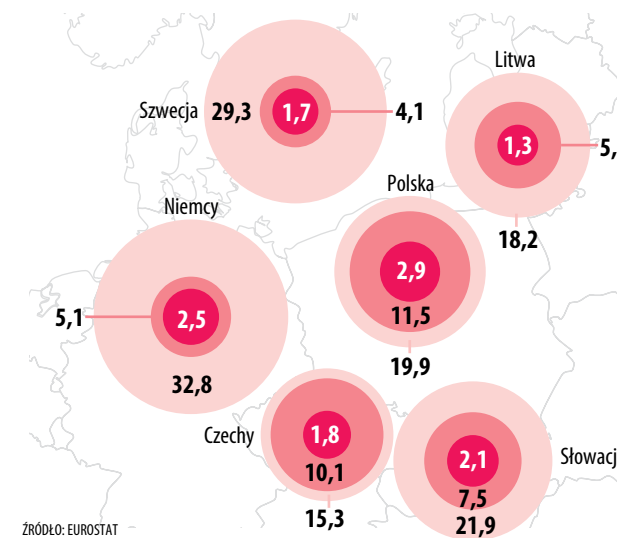 Litwa
Szwecja 29,3 1,7 4,1
1,3 5,
18,2
Polska
2,9
11,5
19,9
Niemcy
5,1 2,5
32,8
Czechy 1,8
10,1
15,3
2,1 Słowacj
7,5
21,9
ŹRÓDŁO: EUROSTAT